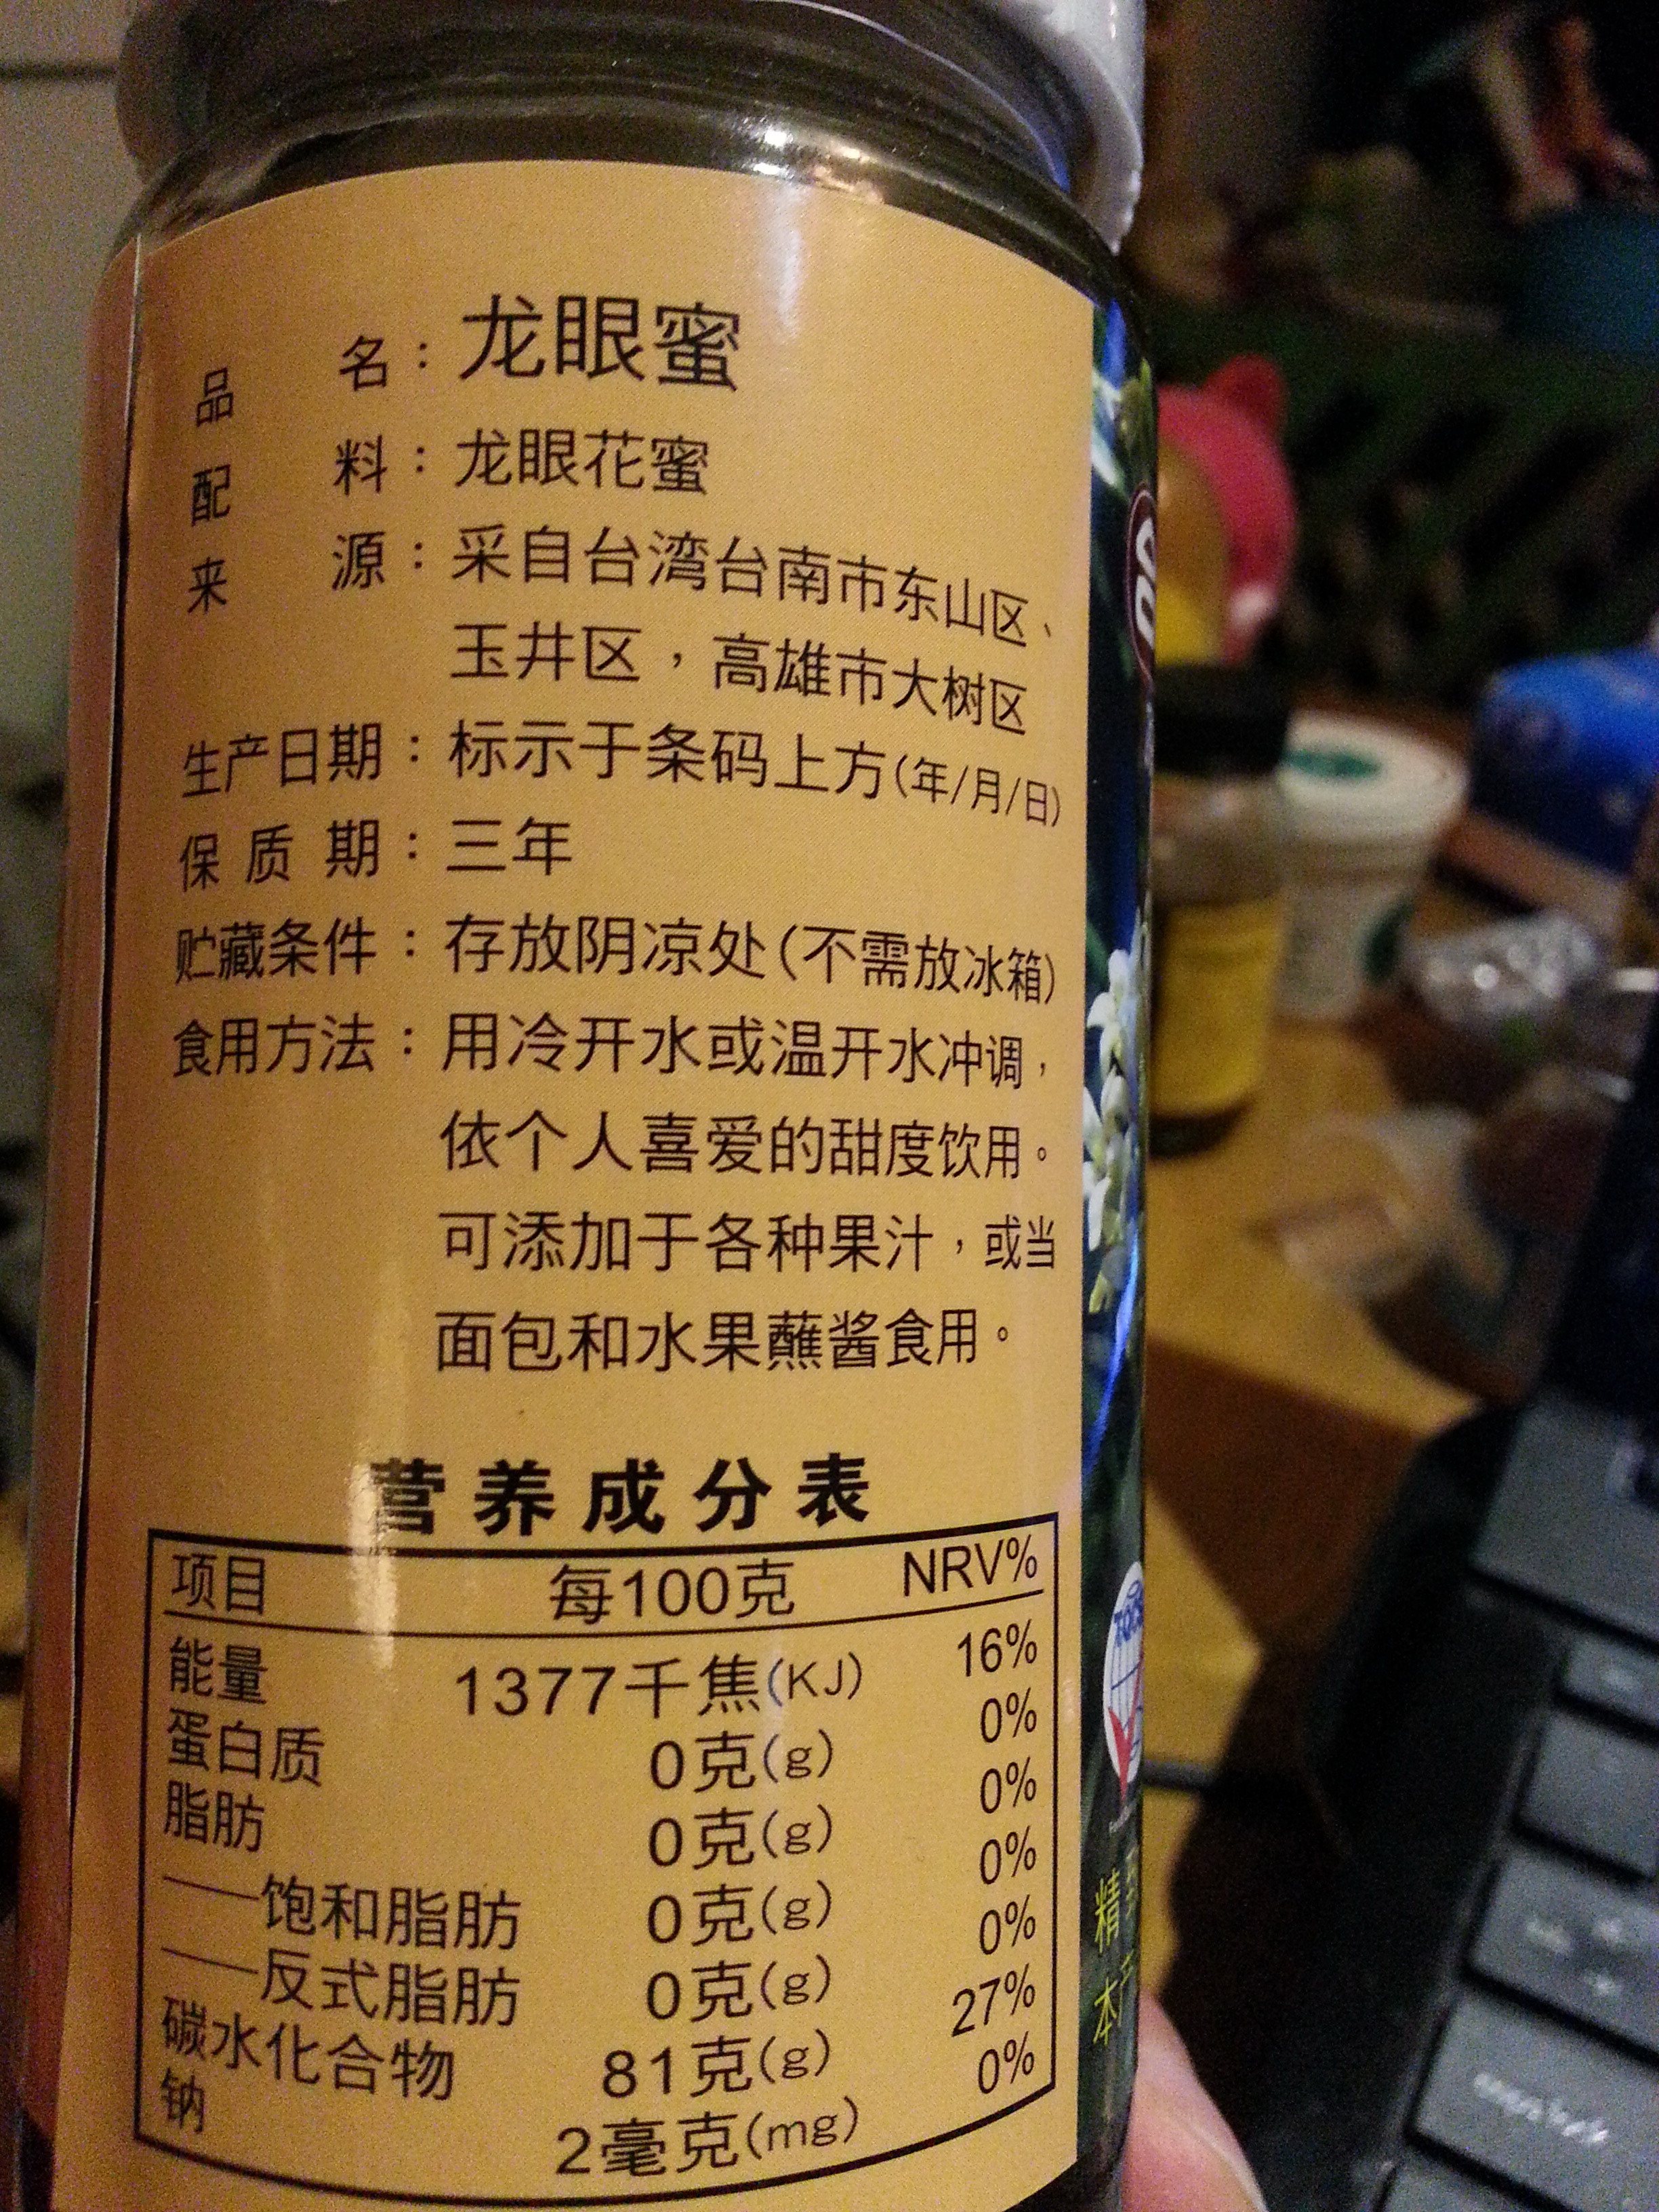 品 名：龙眼蜜
配 料：龙眼花蜜
来 源：采自台湾台南市东山区、
玉井区，高雄市大树区
生产日期：标示于条码上方(年/月/日)
保质期：三年
贮藏条件：存放阴凉处(不需放冰箱)
食用方法：用冷开水或温开水冲调，
依个人喜爱的甜度饮用。
可添加于各种果汁，或当
面包和水果蘸酱食用。
营养成分表
项目 每100克 NRV%
能量 1377千焦(KJ) 16%
蛋白质 0克(g) 0%
脂肪 0克(g) 0%
——饱和脂肪 0克(g) 0%
——反式脂肪 0克(g) 0%
碳水化合物 81克(g) 27%
钠 2毫克(mg) 0%
精
本